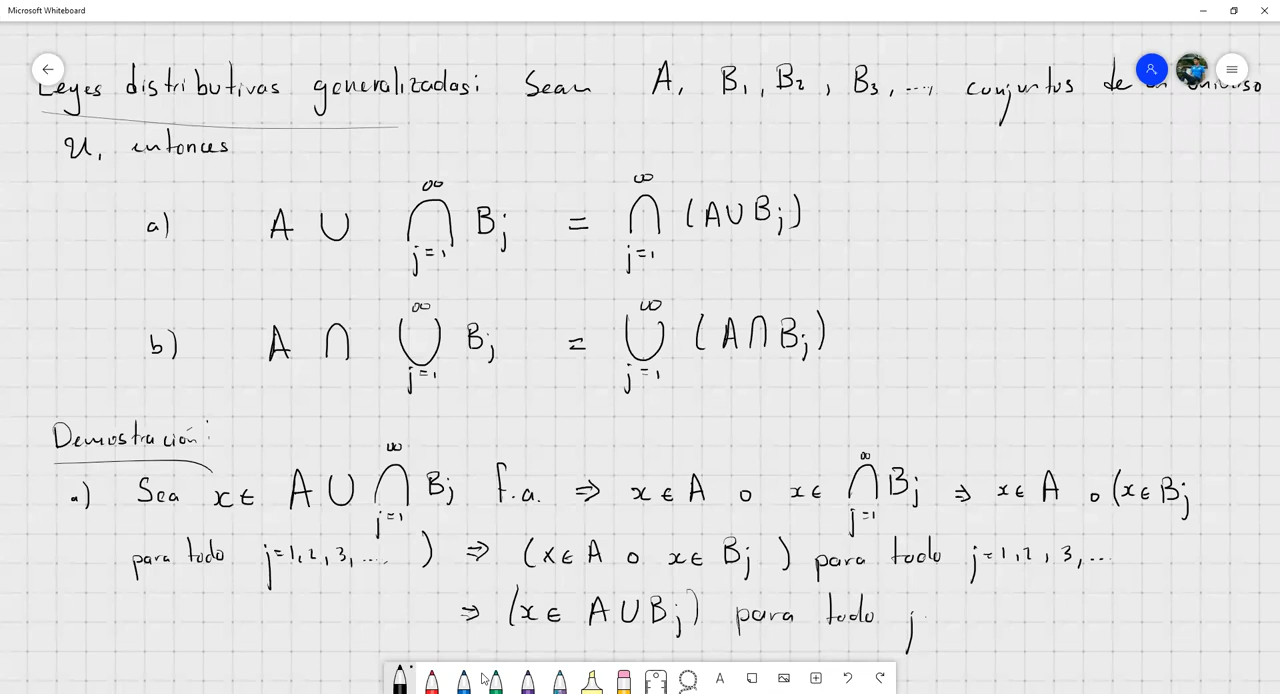 Microsoft Whiteboard
Leyes distributivas generalizadas: Sean A, B₁, B₂, B₃, ..., conjuntos de un universo
U, entonces
a) A ∪ ⋂_{j=1}^{∞} B_j = ⋂_{j=1}^{∞} (A ∪ B_j)
b) A ∩ ⋃_{j=1}^{∞} B_j = ⋃_{j=1}^{∞} (A ∩ B_j)
Demostración:
a) Sea x ∈ A ∪ ⋂_{j=1}^{∞} B_j f.a. ⇒ x ∈ A o x ∈ ⋂_{j=1}^{∞} B_j ⇒ x ∈ A o (x ∈ B_j
para todo j=1, 2, 3, ....) ⇒ (x ∈ A o x ∈ B_j) para todo j=1, 2, 3, ...
⇒ (x ∈ A ∪ B_j) para todo j
A